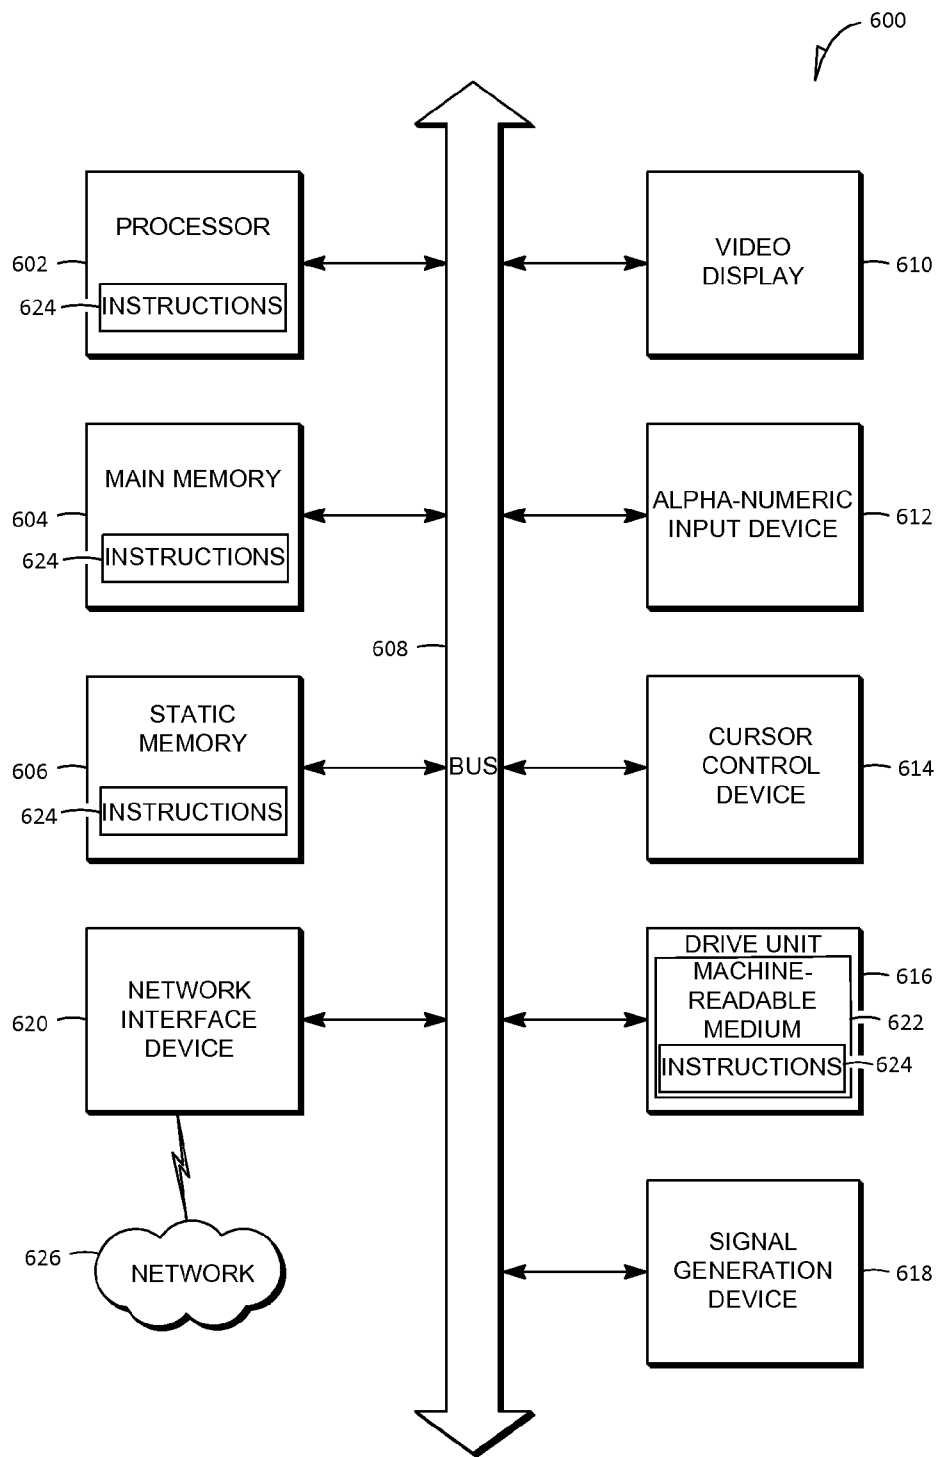 600
PROCESSOR
602
624
INSTRUCTIONS
VIDEO
DISPLAY
610
MAIN MEMORY
604
624
INSTRUCTIONS
ALPHA-NUMERIC
INPUT DEVICE
612
608
STATIC
MEMORY
606
624
INSTRUCTIONS
BUS
CURSOR
CONTROL
DEVICE
614
NETWORK
INTERFACE
DEVICE
620
DRIVE UNIT
MACHINE-
READABLE
MEDIUM
INSTRUCTIONS
616
622
624
626
NETWORK
SIGNAL
GENERATION
DEVICE
618